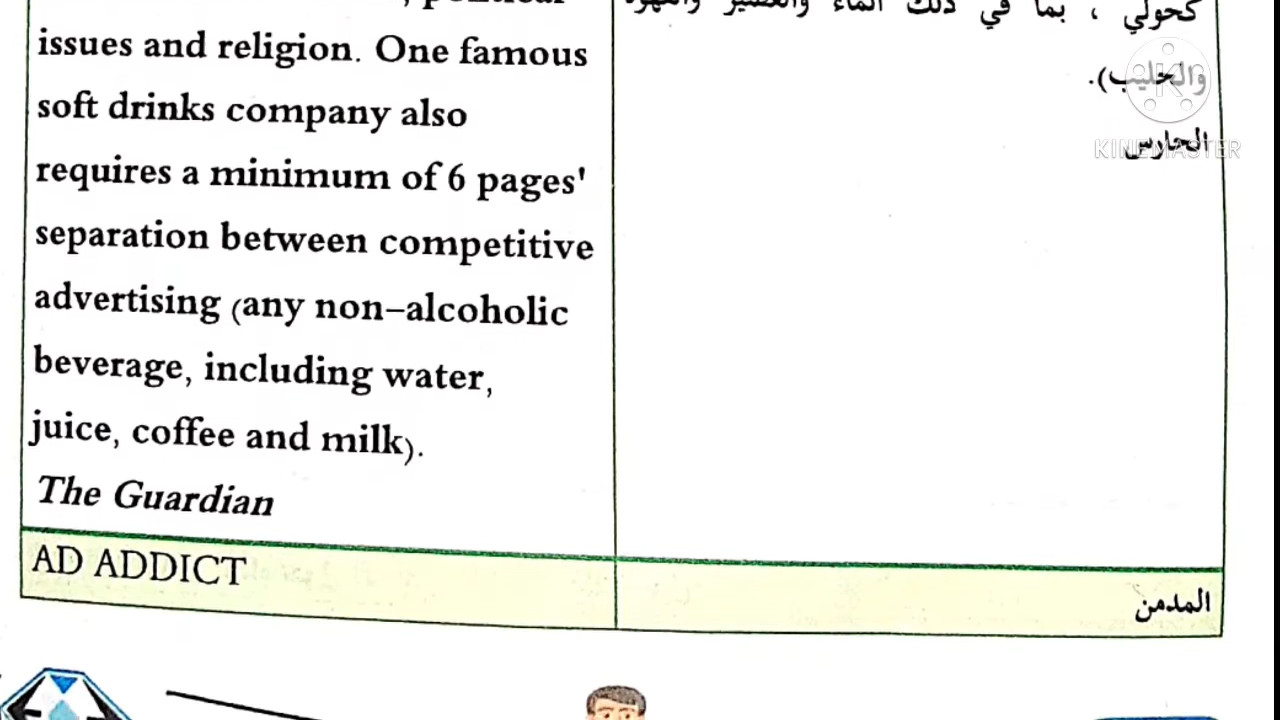 issues and religion. One famous
soft drinks company also
requires a minimum of 6 pages'
separation between competitive
advertising (any non-alcoholic
beverage, including water,
juice, coffee and milk).
The Guardian
كحولي ، بما في ذلك الماء والعصير والقهوة
والحليب).
الحارس
KINEMASTER
AD ADDICT
المدمن